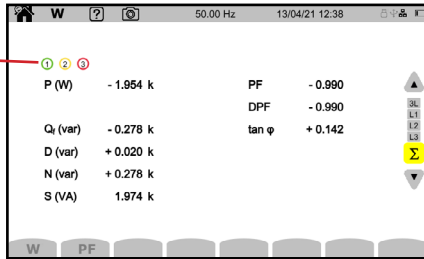 W ? 50.00 Hz 13/04/21 12:38
1 2 3
P (W) - 1.954 k PF - 0.990
DPF - 0.990
Qf (var) - 0.278 k tan φ + 0.142
D (var) + 0.020 k
N (var) + 0.278 k
S (VA) 1.974 k
3L
L1
L2
L3
Σ
W PF